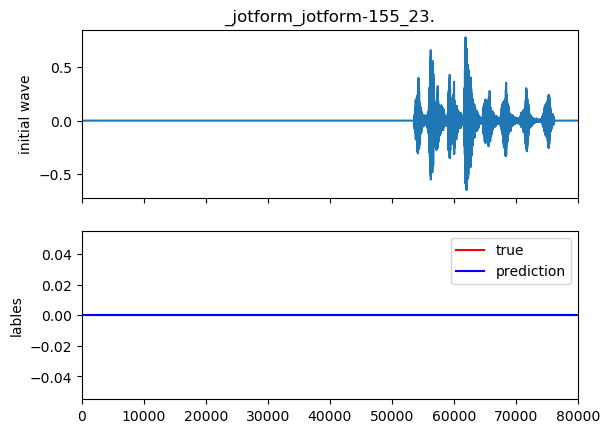 _jotform_jotform-155_23.
initial wave
0.5
0.0
−0.5
lables
0.04
0.02
0.00
−0.02
−0.04
true
prediction
0 10000 20000 30000 40000 50000 60000 70000 80000